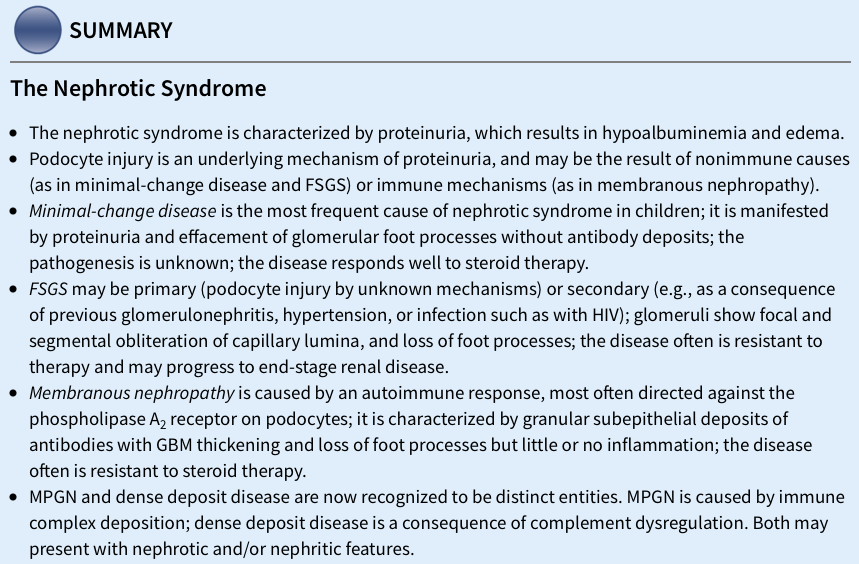 SUMMARY
The Nephrotic Syndrome
• The nephrotic syndrome is characterized by proteinuria, which results in hypoalbuminemia and edema.
• Podocyte injury is an underlying mechanism of proteinuria, and may be the result of nonimmune causes
(as in minimal-change disease and FSGS) or immune mechanisms (as in membranous nephropathy).
• Minimal-change disease is the most frequent cause of nephrotic syndrome in children; it is manifested
by proteinuria and effacement of glomerular foot processes without antibody deposits; the
pathogenesis is unknown; the disease responds well to steroid therapy.
• FSGS may be primary (podocyte injury by unknown mechanisms) or secondary (e.g., as a consequence
of previous glomerulonephritis, hypertension, or infection such as with HIV); glomeruli show focal and
segmental obliteration of capillary lumina, and loss of foot processes; the disease often is resistant to
therapy and may progress to end-stage renal disease.
• Membranous nephropathy is caused by an autoimmune response, most often directed against the
phospholipase A₂ receptor on podocytes; it is characterized by granular subepithelial deposits of
antibodies with GBM thickening and loss of foot processes but little or no inflammation; the disease
often is resistant to steroid therapy.
• MPGN and dense deposit disease are now recognized to be distinct entities. MPGN is caused by immune
complex deposition; dense deposit disease is a consequence of complement dysregulation. Both may
present with nephrotic and/or nephritic features.